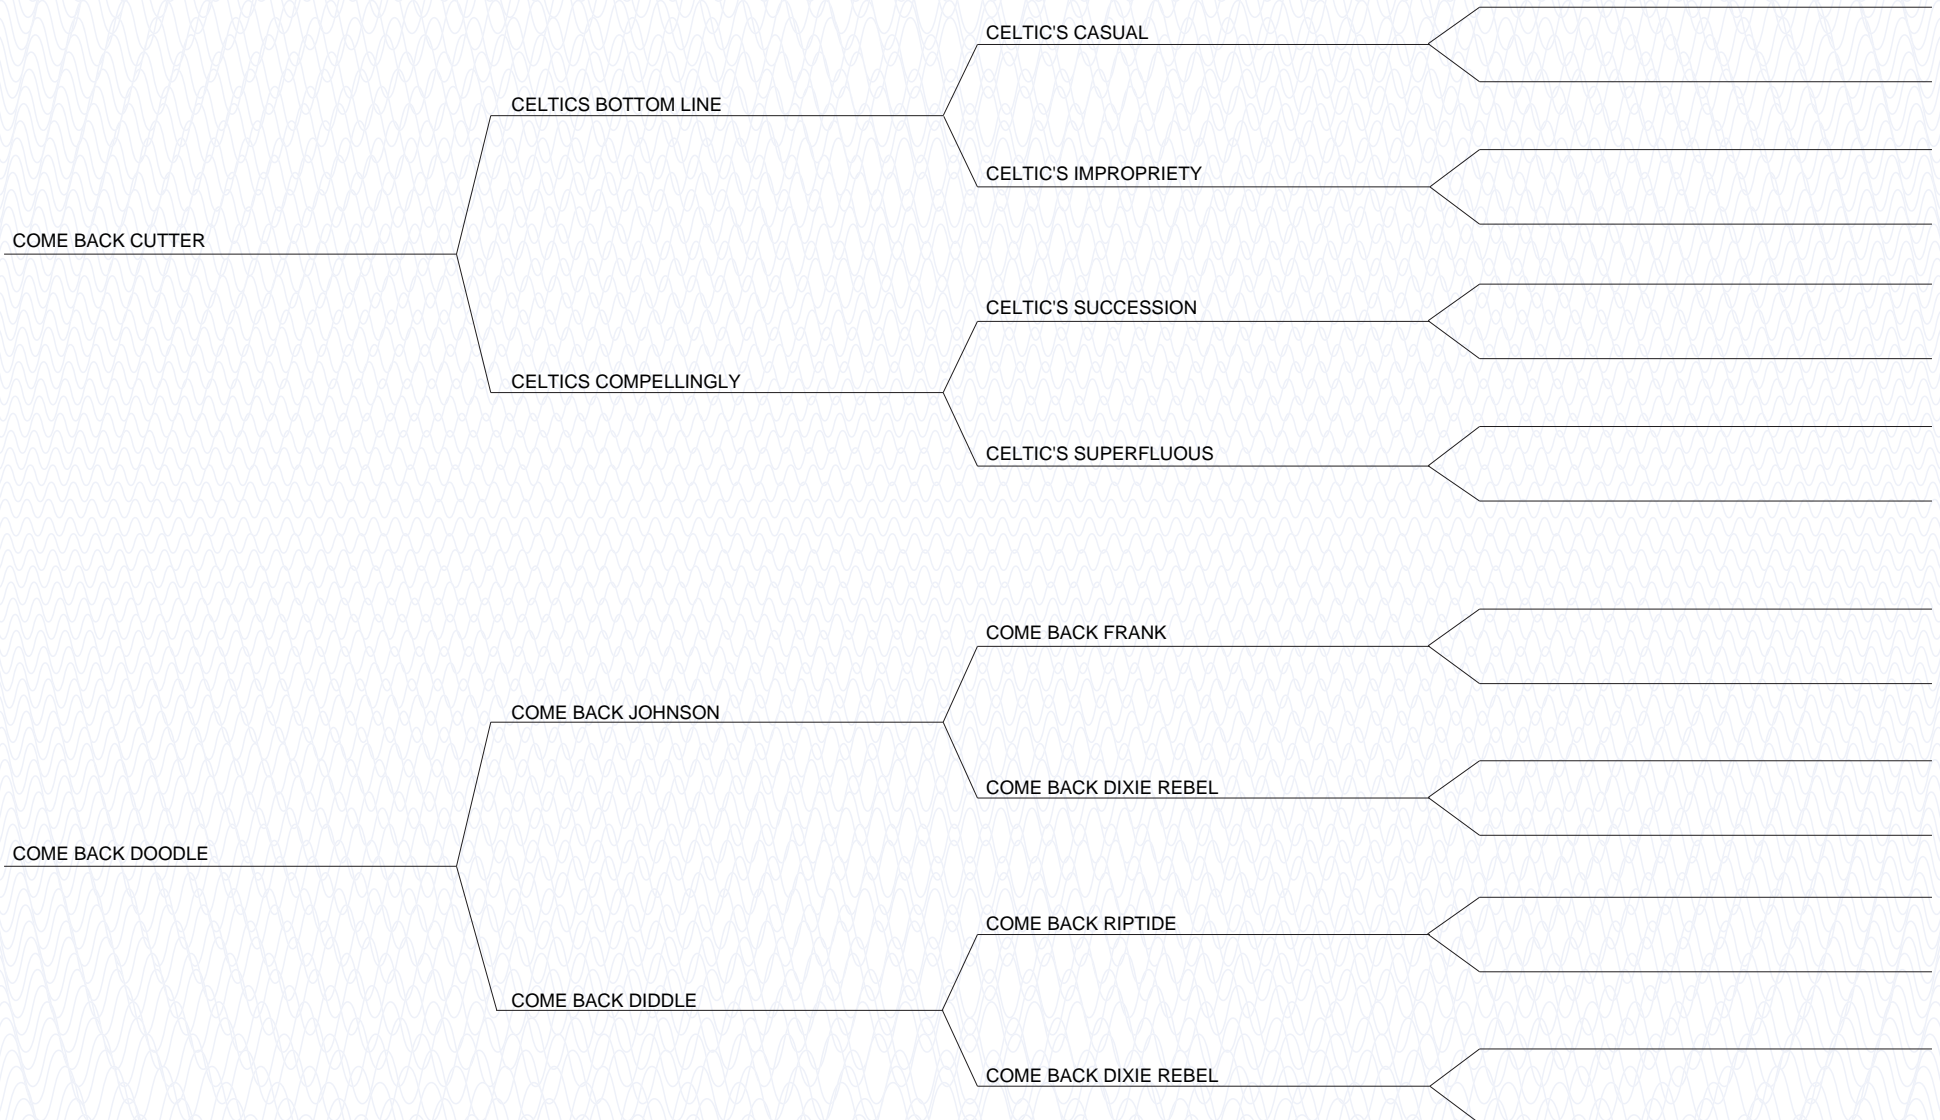 CELTIC'S CASUAL
CELTICS BOTTOM LINE
CELTIC'S IMPROPRIETY
COME BACK CUTTER
CELTIC'S SUCCESSION
CELTICS COMPELLINGLY
CELTIC'S SUPERFLUOUS
COME BACK FRANK
COME BACK JOHNSON
COME BACK DIXIE REBEL
COME BACK DOODLE
COME BACK RIPTIDE
COME BACK DIDDLE
COME BACK DIXIE REBEL